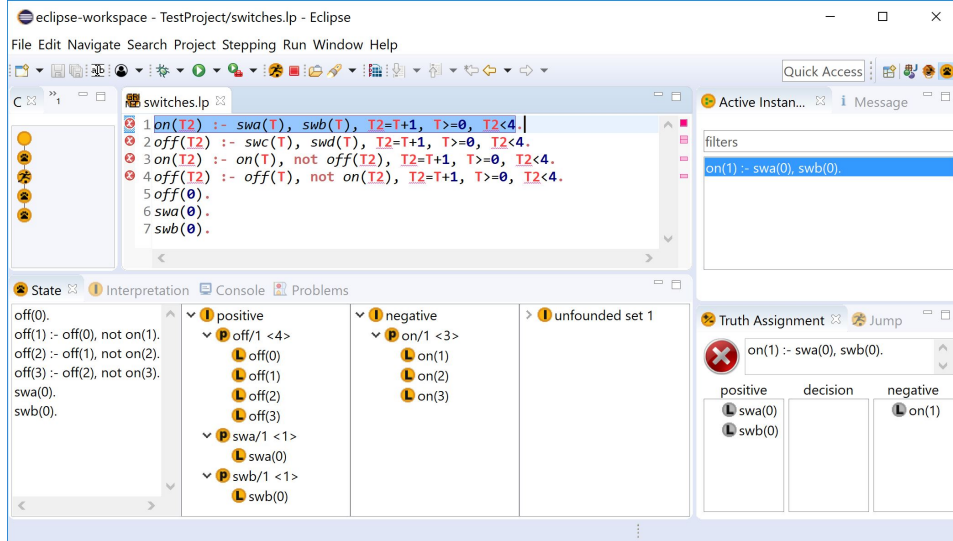 eclipse-workspace - TestProject/switches.lp - Eclipse
File Edit Navigate Search Project Stepping Run Window Help
Quick Access
C
"1
switches.lp
1 on(T2) :- swa(T), swb(T), T2=T+1, T>=0, T2<4.
2 off(T2) :- swc(T), swd(T), T2=T+1, T>=0, T2<4.
3 on(T2) :- on(T), not off(T2), T2=T+1, T>=0, T2<4.
4 off(T2) :- off(T), not on(T2), T2=T+1, T>=0, T2<4.
5 off(0).
6 swa(0).
7 swb(0).
Active Instan...
Message
filters
on(1) :- swa(0), swb(0).
State
Interpretation
Console
Problems
off(0).
off(1) :- off(0), not on(1).
off(2) :- off(1), not on(2).
off(3) :- off(2), not on(3).
swa(0).
swb(0).
positive
off/1 <4>
off(0)
off(1)
off(2)
off(3)
swa/1 <1>
swa(0)
swb/1 <1>
swb(0)
negative
on/1 <3>
on(1)
on(2)
on(3)
unfounded set 1
Truth Assignment
Jump
on(1) :- swa(0), swb(0).
positive
decision
negative
swa(0)
swb(0)
on(1)